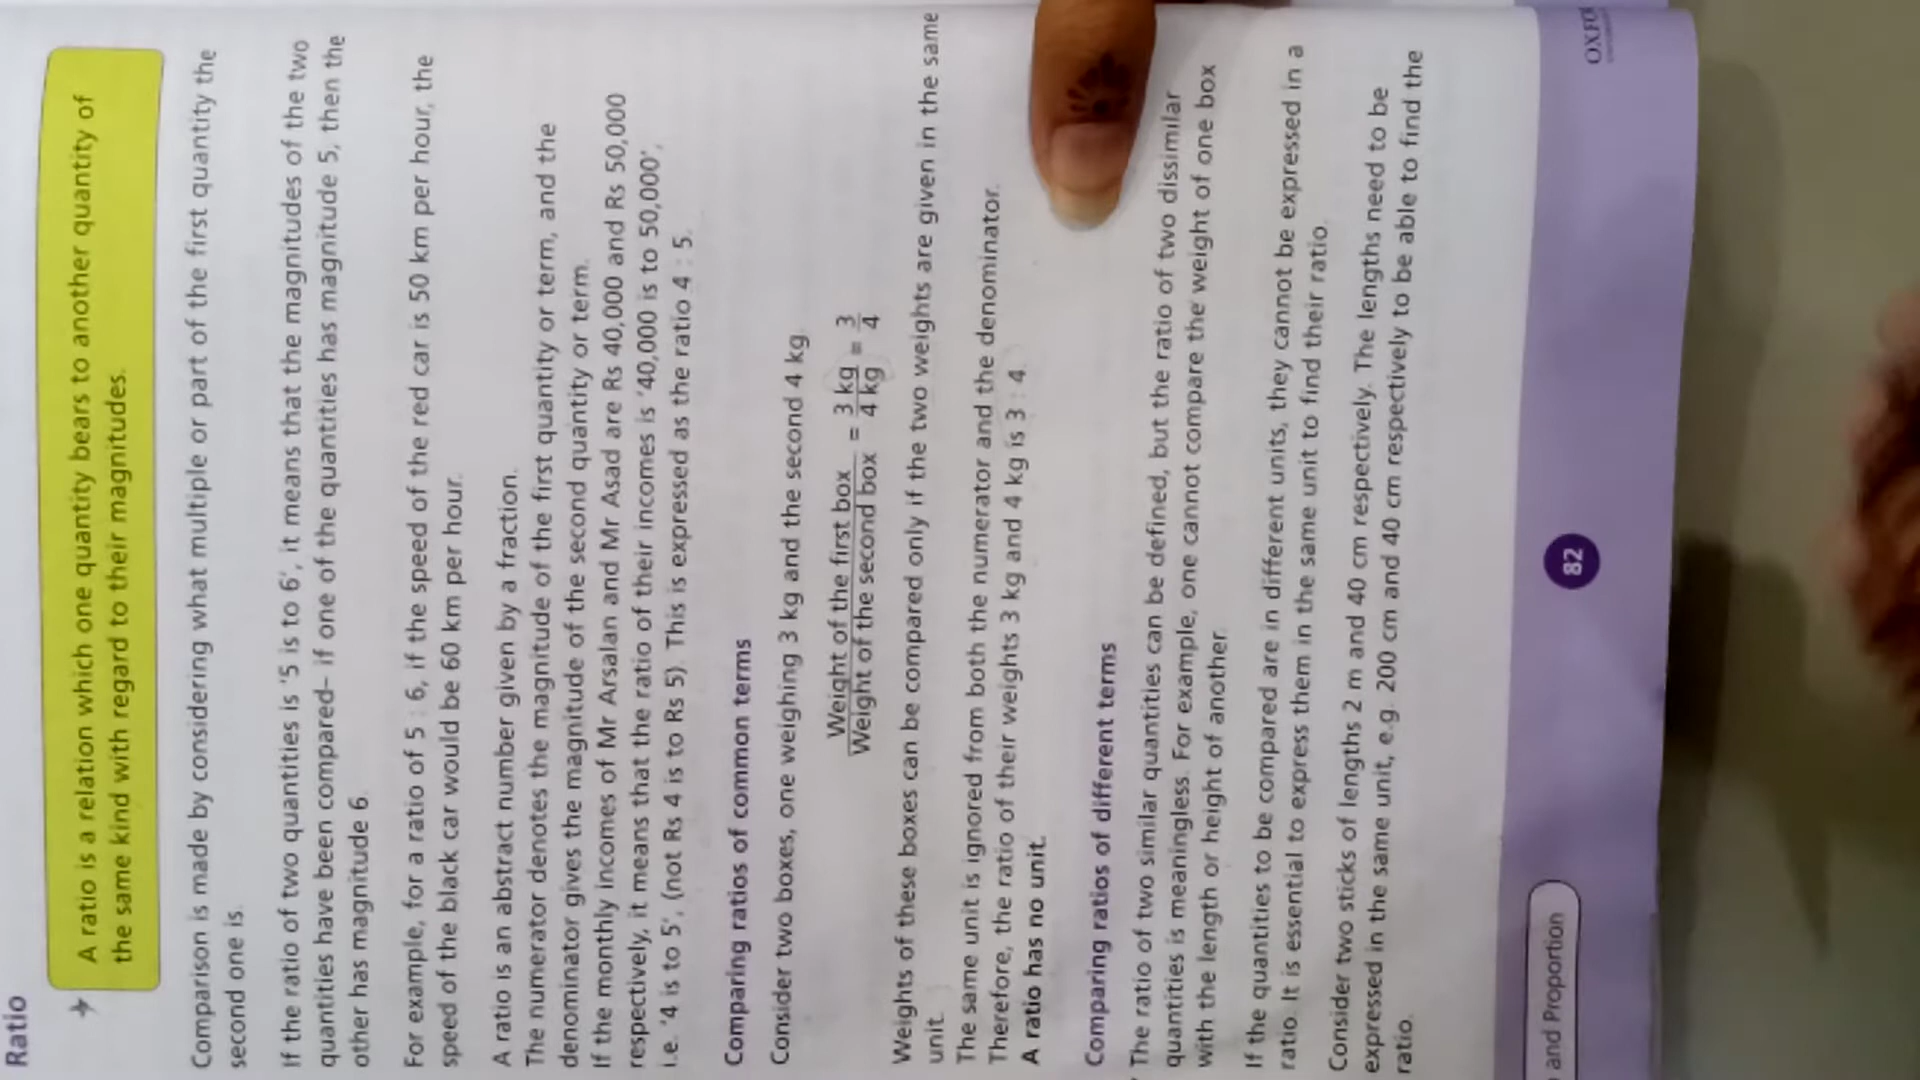 Ratio
A ratio is a relation which one quantity bears to another quantity of
the same kind with regard to their magnitudes.
Comparison is made by considering what multiple or part of the first quantity the
second one is.
If the ratio of two quantities is '5 is to 6', it means that the magnitudes of the two
quantities have been compared– if one of the quantities has magnitude 5, then the
other has magnitude 6.
For example, for a ratio of 5 : 6, if the speed of the red car is 50 km per hour, the
speed of the black car would be 60 km per hour.
A ratio is an abstract number given by a fraction.
The numerator denotes the magnitude of the first quantity or term, and the
denominator gives the magnitude of the second quantity or term.
If the monthly incomes of Mr Arsalan and Mr Asad are Rs 40,000 and Rs 50,000
respectively, it means that the ratio of their incomes is '40,000 is to 50,000',
i.e. '4 is to 5', (not Rs 4 is to Rs 5). This is expressed as the ratio 4 : 5.
Comparing ratios of common terms
Consider two boxes, one weighing 3 kg and the second 4 kg.
Weight of the first box / Weight of the second box = 3 kg / 4 kg = 3 / 4
Weights of these boxes can be compared only if the two weights are given in the same
unit.
The same unit is ignored from both the numerator and the denominator.
Therefore, the ratio of their weights 3 kg and 4 kg is 3 : 4.
A ratio has no unit.
Comparing ratios of different terms
The ratio of two similar quantities can be defined, but the ratio of two dissimilar
quantities is meaningless. For example, one cannot compare the weight of one box
with the length or height of another.
If the quantities to be compared are in different units, they cannot be expressed in a
ratio. It is essential to express them in the same unit to find their ratio.
Consider two sticks of lengths 2 m and 40 cm respectively. The lengths need to be
expressed in the same unit, e.g. 200 cm and 40 cm respectively to be able to find the
ratio.
and Proportion
82
OXFO